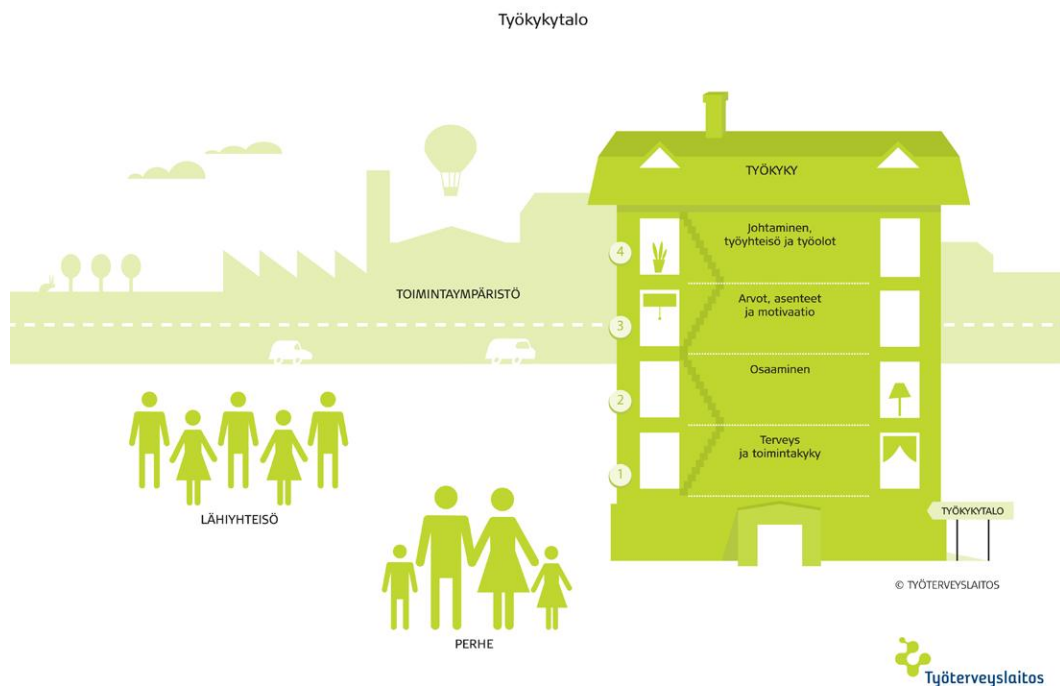 Työkykytalo
TYÖKYKY
4
Johtaminen,
työyhteisö ja työolot
TOIMINTAYMPÄRISTÖ
3
Arvot, asenteet
ja motivaatio
2
Osaaminen
1
Terveys
ja toimintakyky
LÄHIYHTEISÖ
TYÖKYKYTALO
© TYÖTERVEYSLAITOS
PERHE
Työterveyslaitos